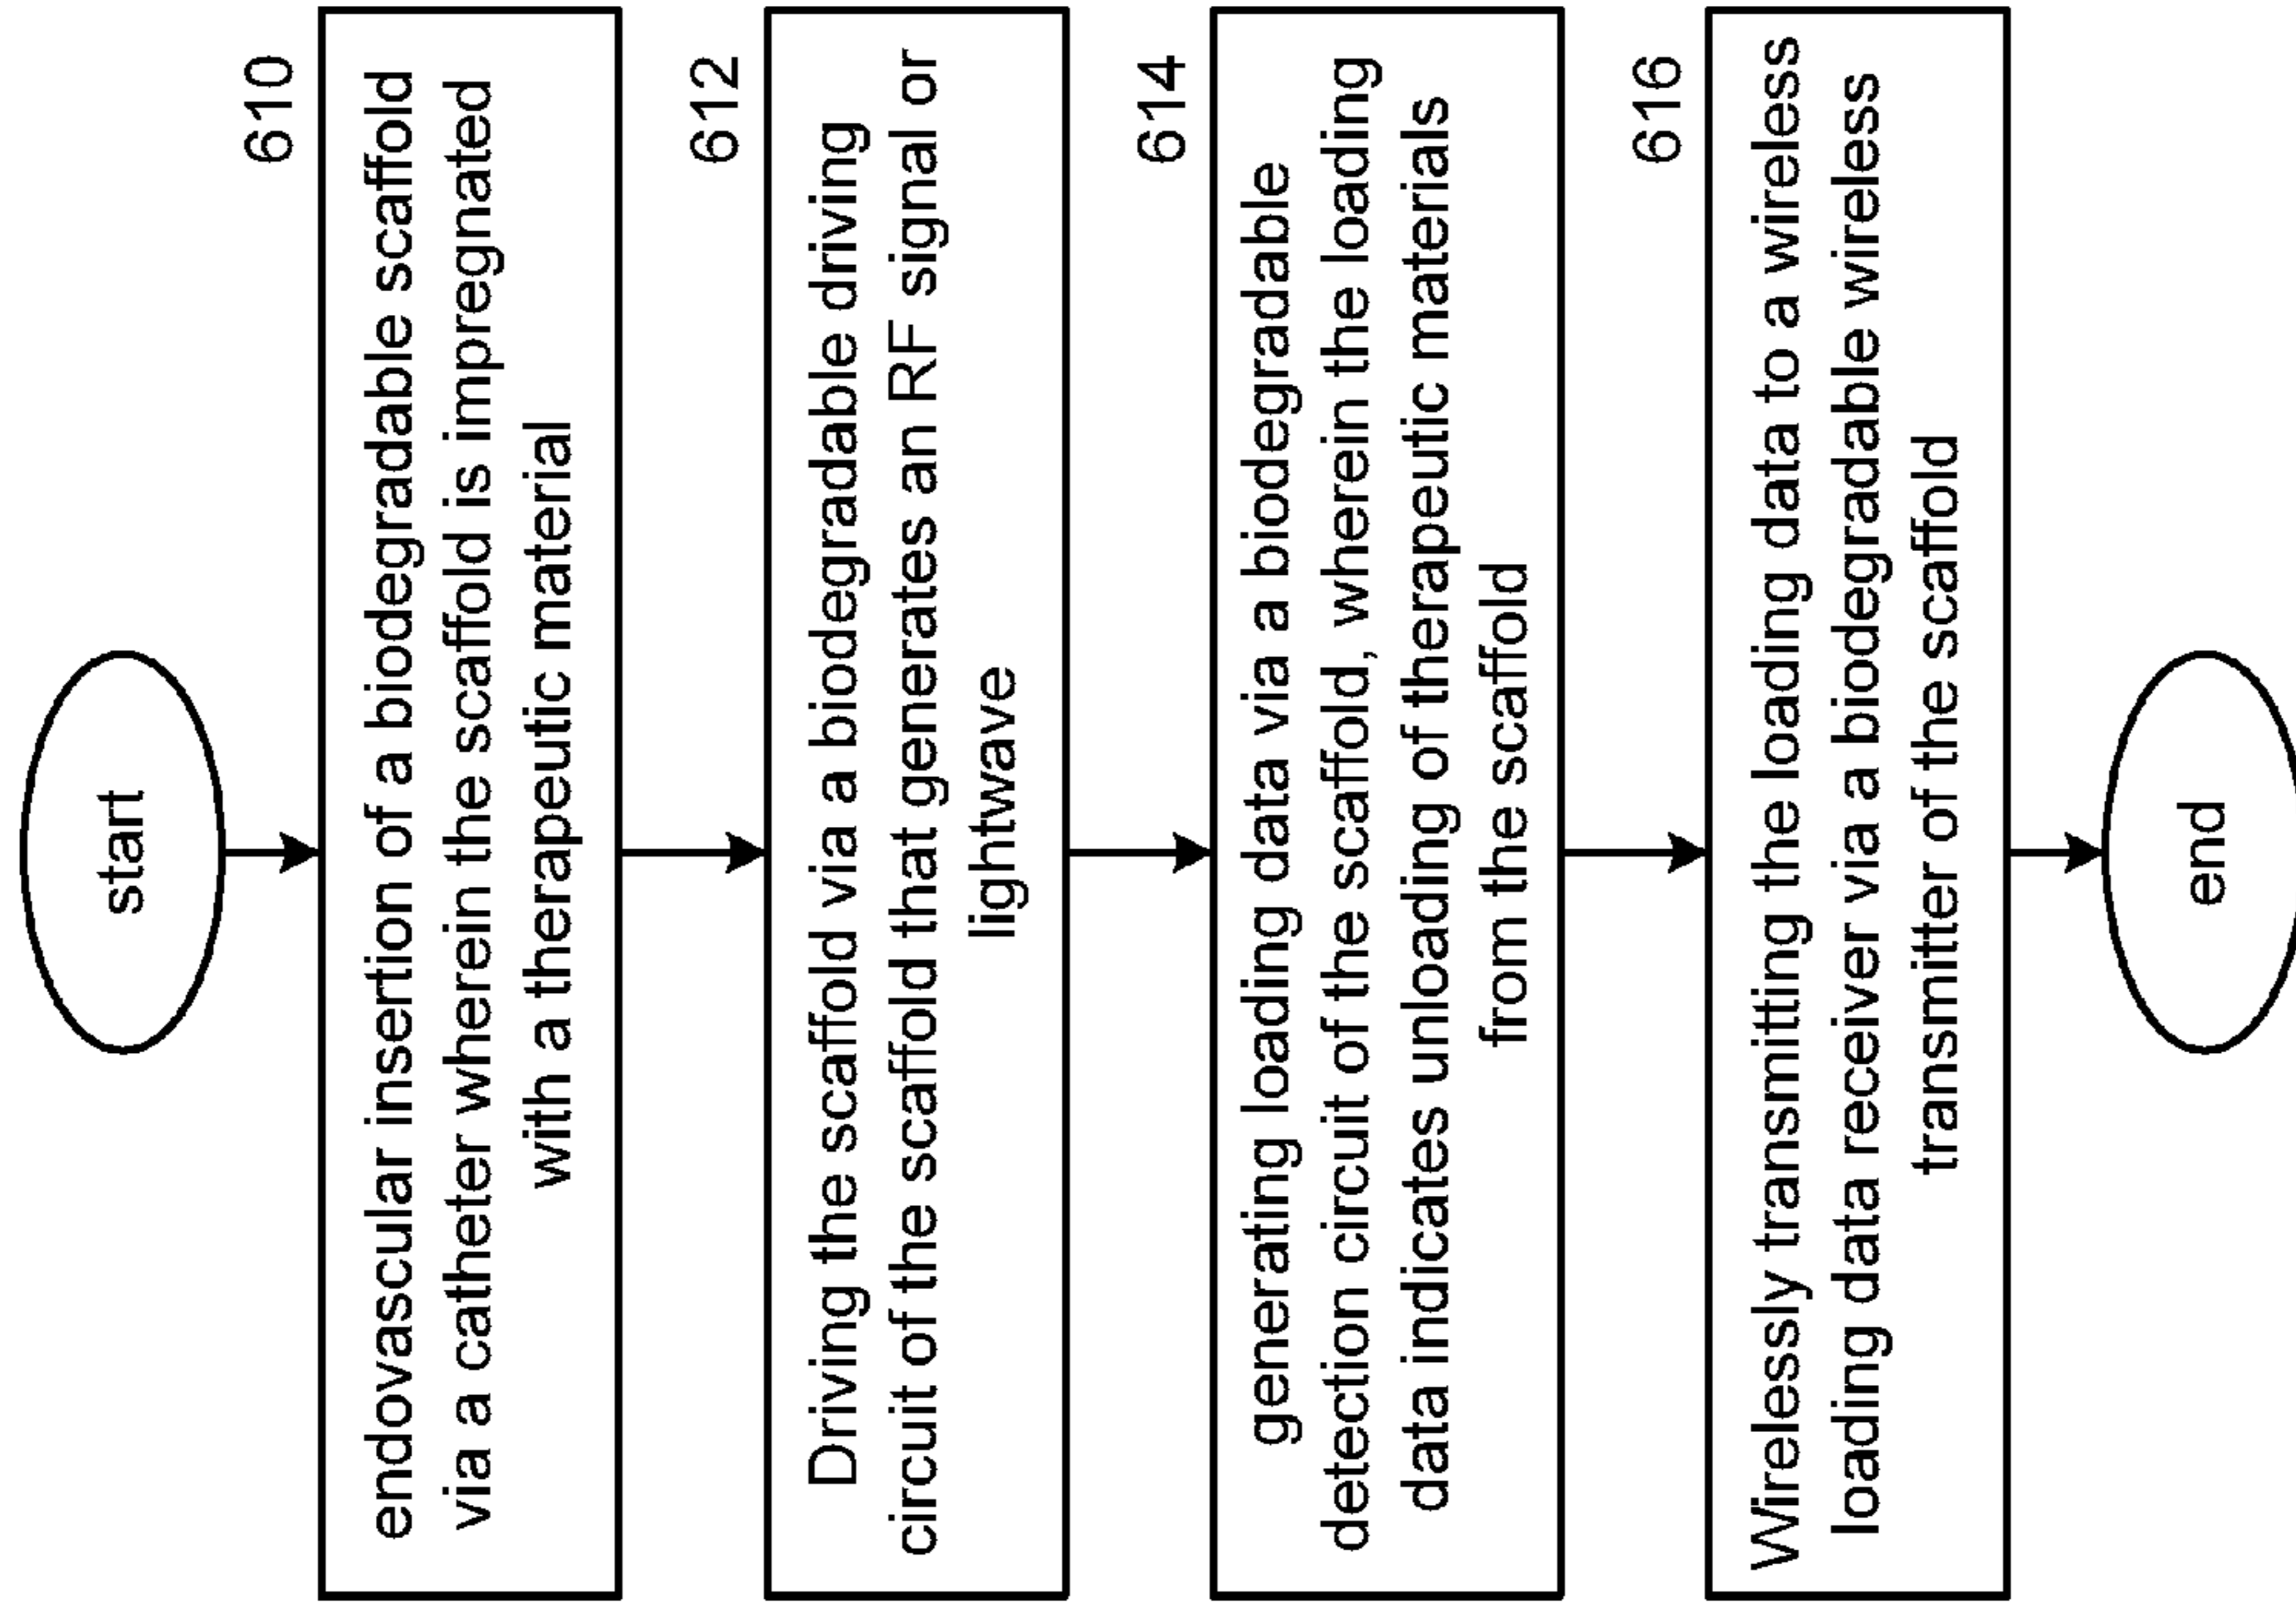 start
610
endovascular insertion of a biodegradable scaffold
via a catheter wherein the scaffold is impregnated
with a therapeutic material
612
Driving the scaffold via a biodegradable driving
circuit of the scaffold that generates an RF signal or
lightwave
614
generating loading data via a biodegradable
detection circuit of the scaffold, wherein the loading
data indicates unloading of therapeutic materials
from the scaffold
616
Wirelessly transmitting the loading data to a wireless
loading data receiver via a biodegradable wireless
transmitter of the scaffold
end